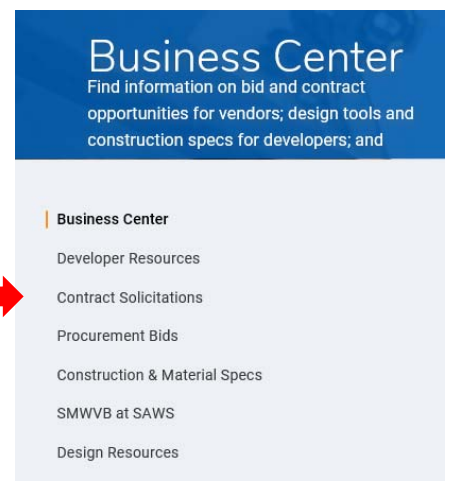 Business Center
Find information on bid and contract
opportunities for vendors; design tools and
construction specs for developers; and
Business Center
Developer Resources
Contract Solicitations
Procurement Bids
Construction & Material Specs
SMWVB at SAWS
Design Resources